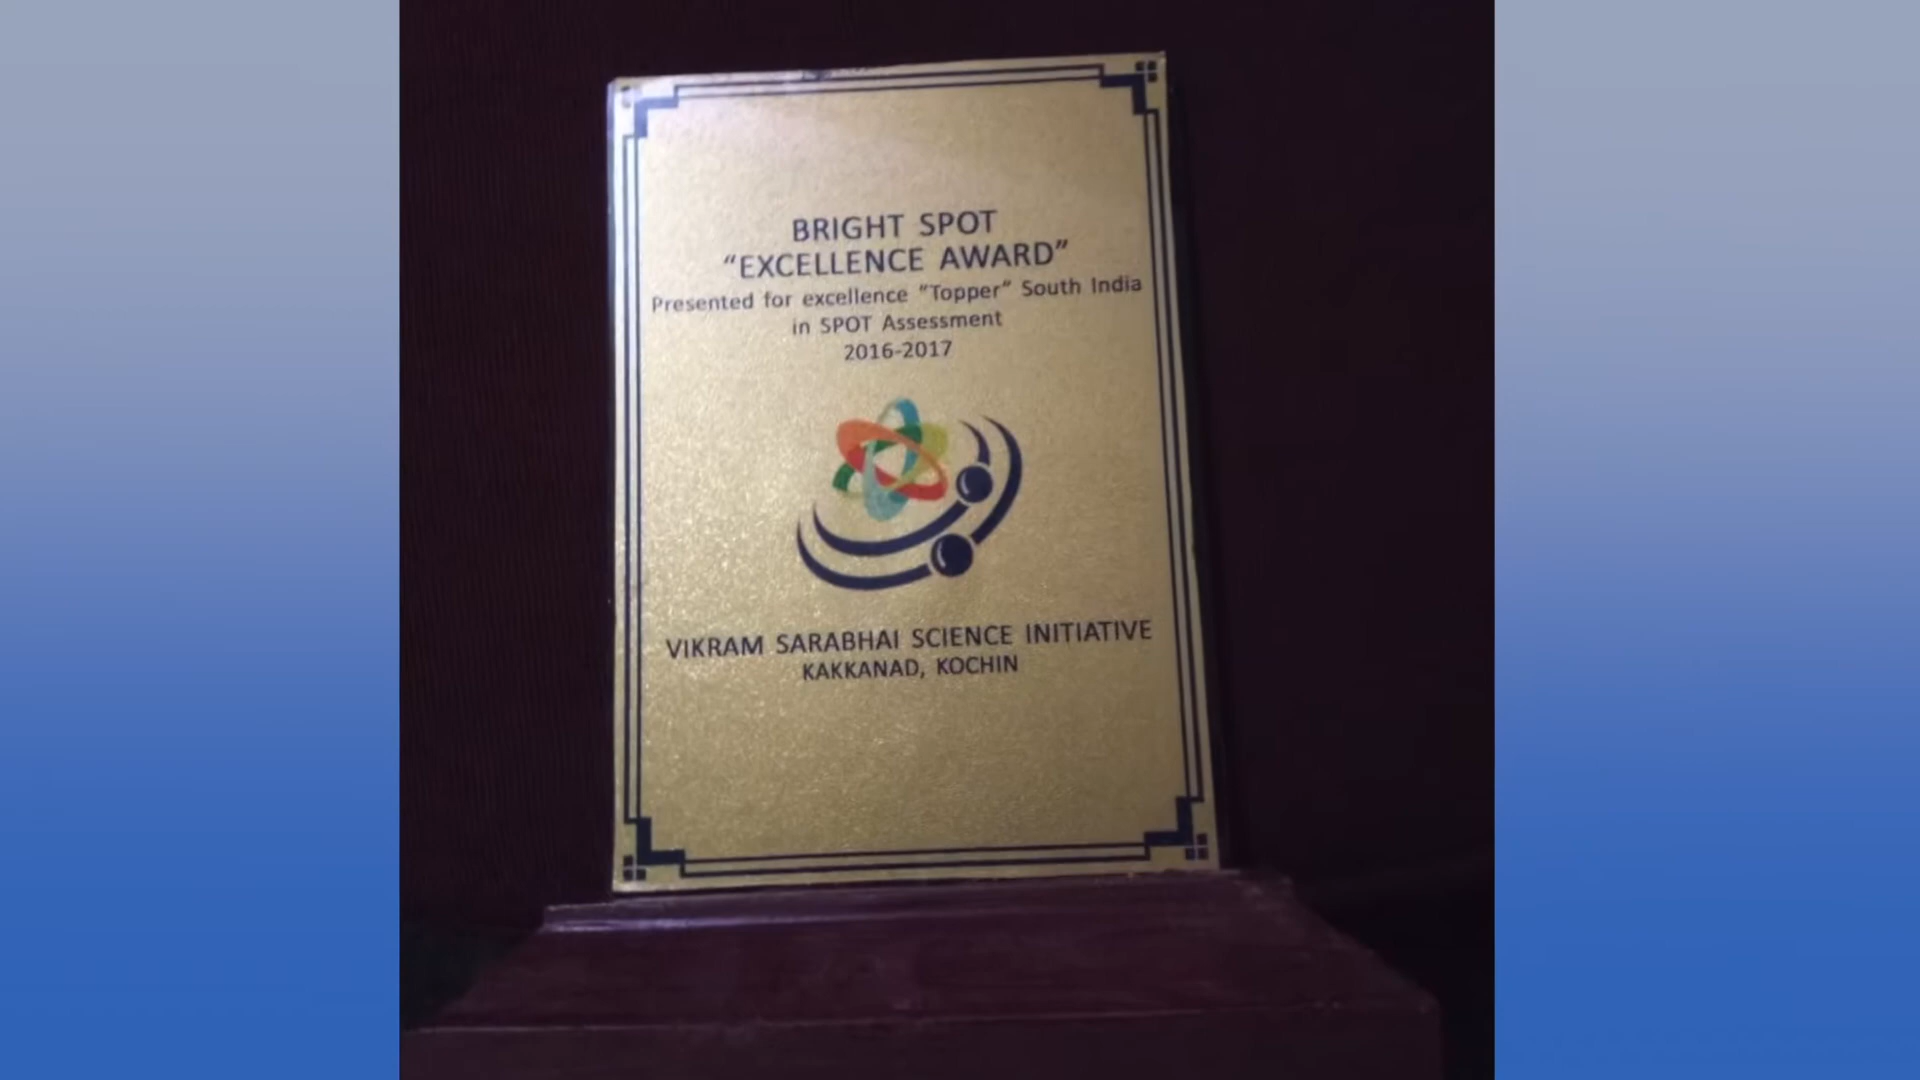 BRIGHT SPOT
“EXCELLENCE AWARD”
Presented for excellence “Topper” South India
in SPOT Assessment
2016-2017
VIKRAM SARABHAI SCIENCE INITIATIVE
KAKKANAD, KOCHIN